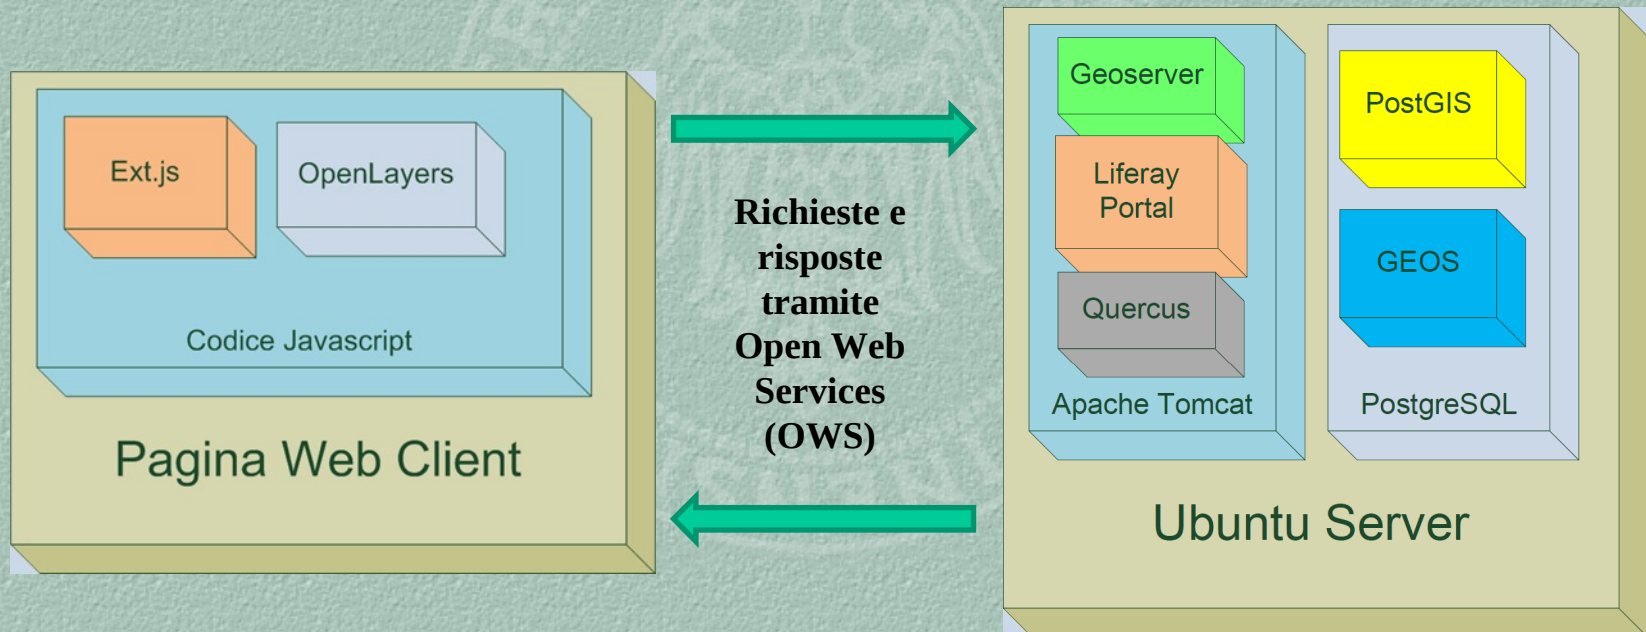 Ext.js
OpenLayers
Codice Javascript
Pagina Web Client
Richieste e
risposte
tramite
Open Web
Services
(OWS)
Geoserver
Liferay
Portal
Quercus
Apache Tomcat
PostGIS
GEOS
PostgreSQL
Ubuntu Server